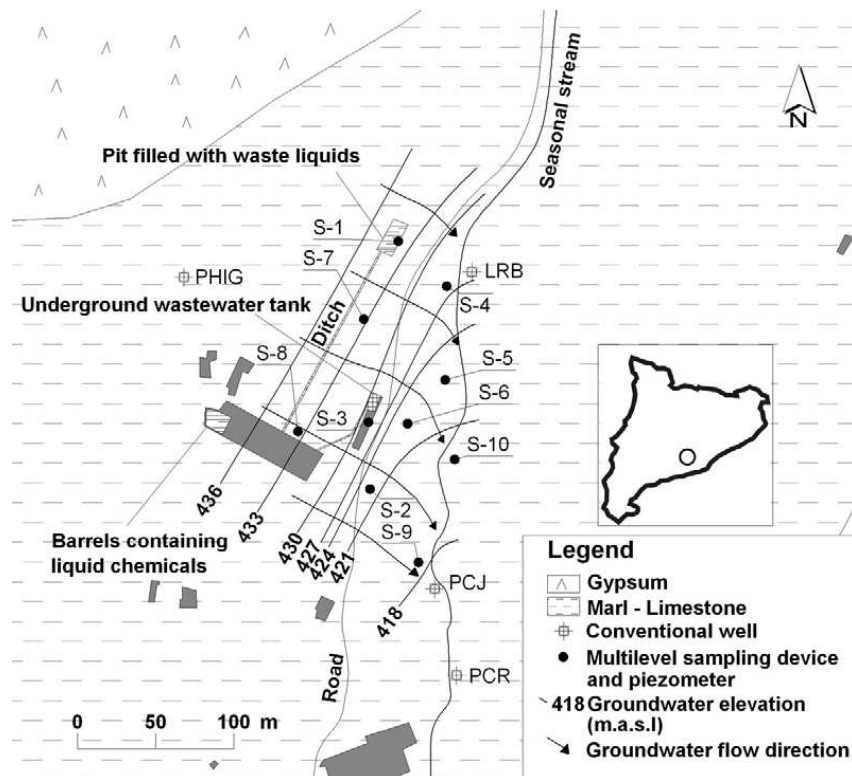 Seasonal stream
N
Pit filled with waste liquids
S-1
S-7
PHIG
LRB
S-4
Underground wastewater tank
Ditch
S-8
S-5
S-6
S-3
S-10
436
433
430
427
424
421
S-2
S-9
Barrels containing
liquid chemicals
PCJ
418
Road
PCR
0 50 100 m
Legend
Gypsum
Marl - Limestone
Conventional well
Multilevel sampling device
and piezometer
418 Groundwater elevation
(m.a.s.l)
Groundwater flow direction